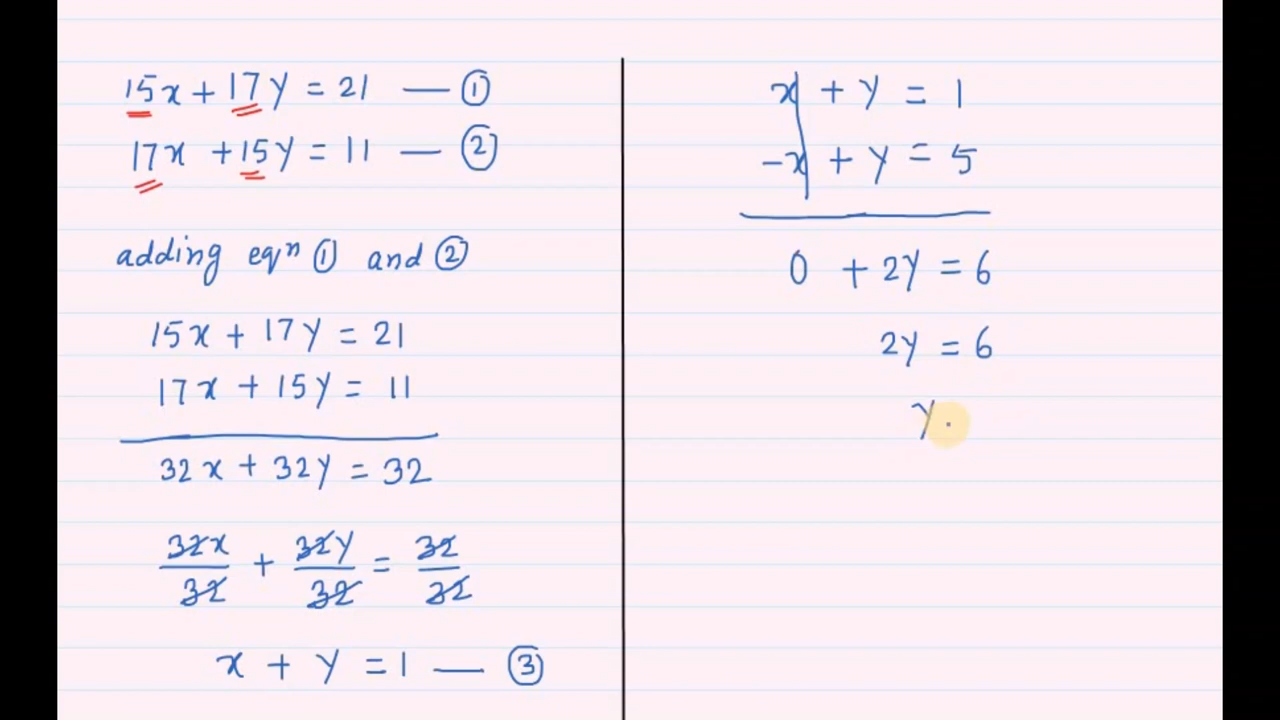 15x + 17y = 21 — ①
17x + 15y = 11 — ②
adding eqⁿ ① and ②
15x + 17y = 21
17x + 15y = 11
32x + 32y = 32
32x/32 + 32y/32 = 32/32
x + y = 1 — ③
x + y = 1
-x + y = 5
0 + 2y = 6
2y = 6
y